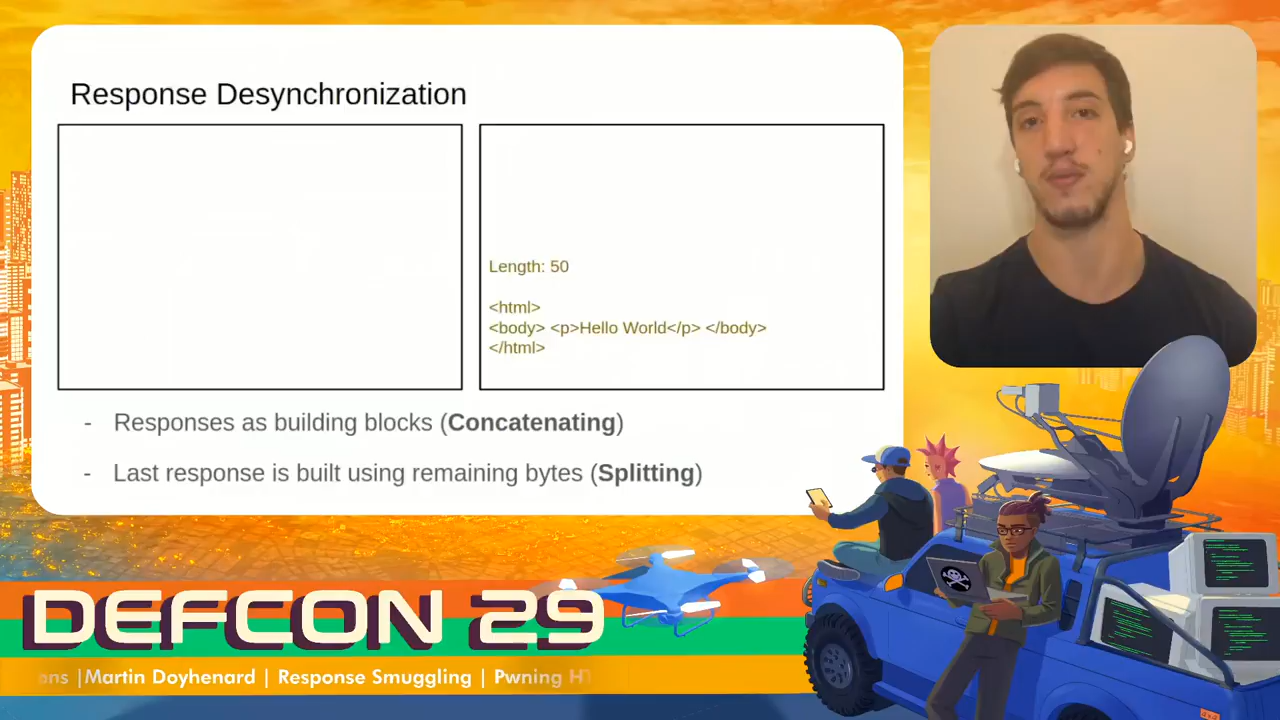 Response Desynchronization
Length: 50
<html>
<body> <p>Hello World</p> </body>
</html>
- Responses as building blocks (Concatenating)
- Last response is built using remaining bytes (Splitting)
DEFCON 29
ons |Martin Doyhenard | Response Smuggling | Pwning H